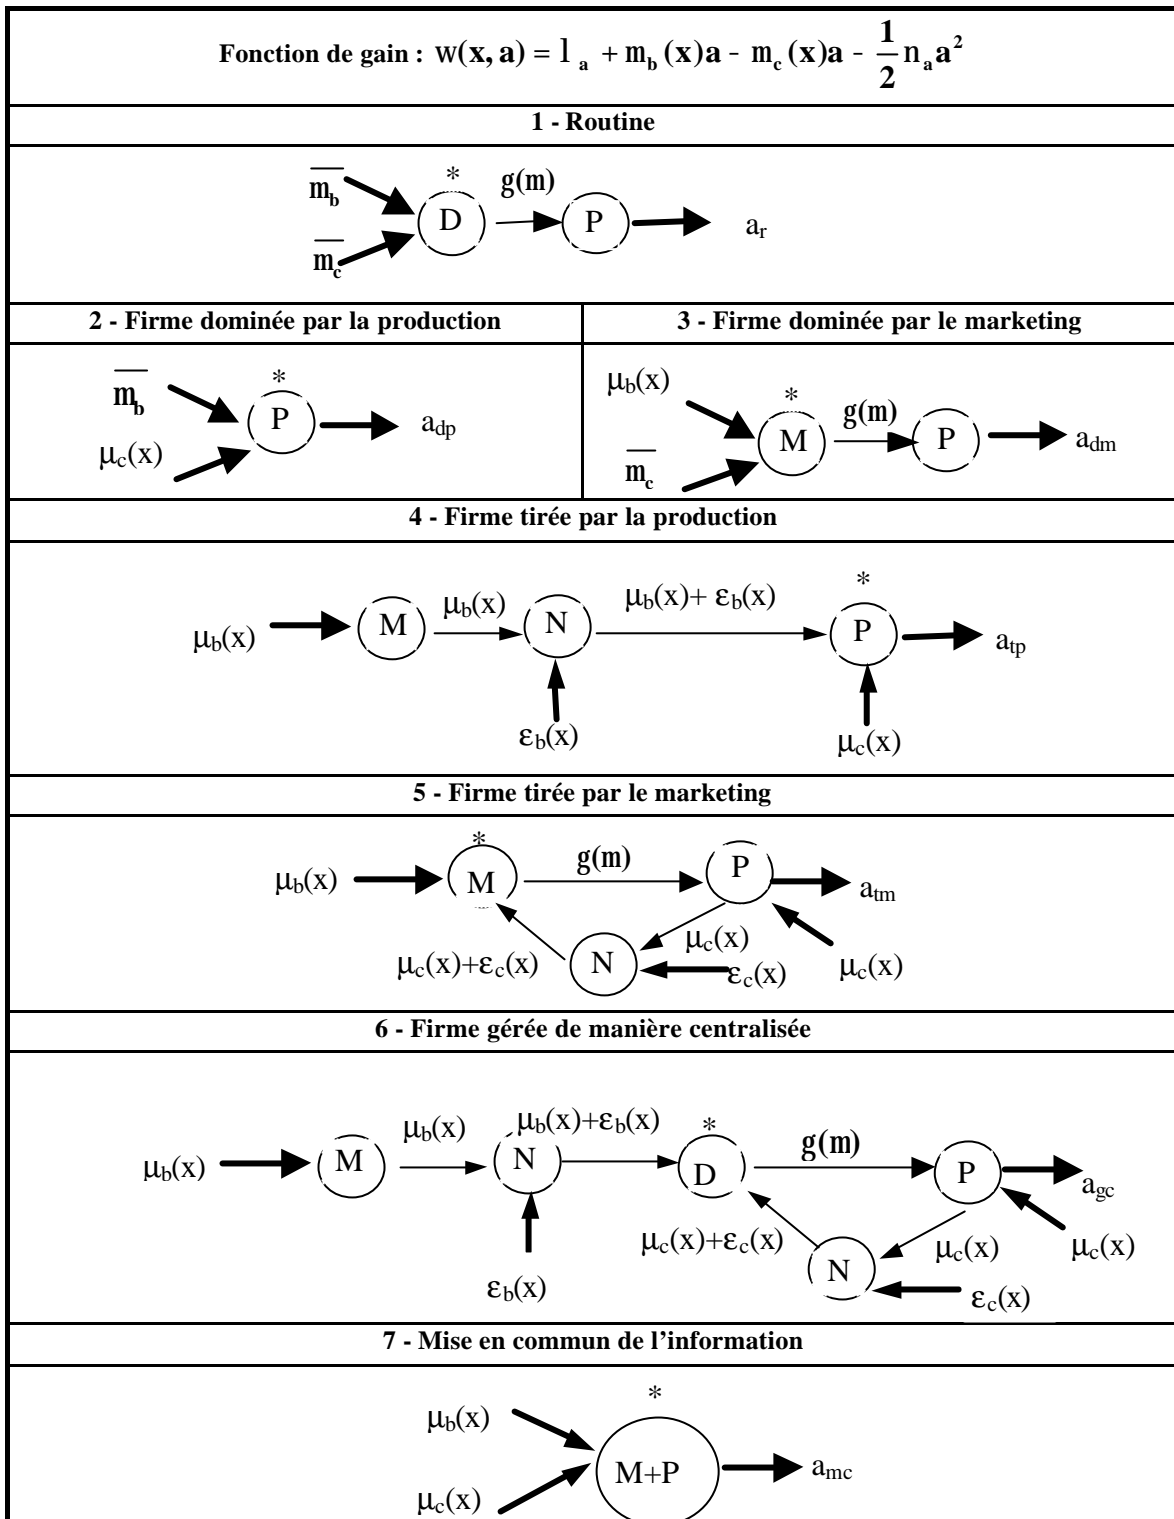 Fonction de gain : w(x, a) = l a + m b (x)a - m c (x)a - 1/2 n a a²
1 - Routine
m̅b
*
g(m)
D
P
ar
m̅c
2 - Firme dominée par la production
3 - Firme dominée par le marketing
m̅b
*
P
adp
μc(x)
μb(x)
*
g(m)
M
P
adm
m̅c
4 - Firme tirée par la production
*
μb(x)
M
μb(x)
N
μb(x)+ εb(x)
P
atp
εb(x)
μc(x)
5 - Firme tirée par le marketing
*
μb(x)
M
g(m)
P
atm
μc(x)+εc(x)
N
μc(x)
εc(x)
μc(x)
6 - Firme gérée de manière centralisée
μb(x)
M
μb(x)
N
μb(x)+εb(x)
*
D
g(m)
P
agc
εb(x)
μc(x)+εc(x)
N
μc(x)
μc(x)
εc(x)
7 - Mise en commun de l'information
*
μb(x)
M+P
amc
μc(x)